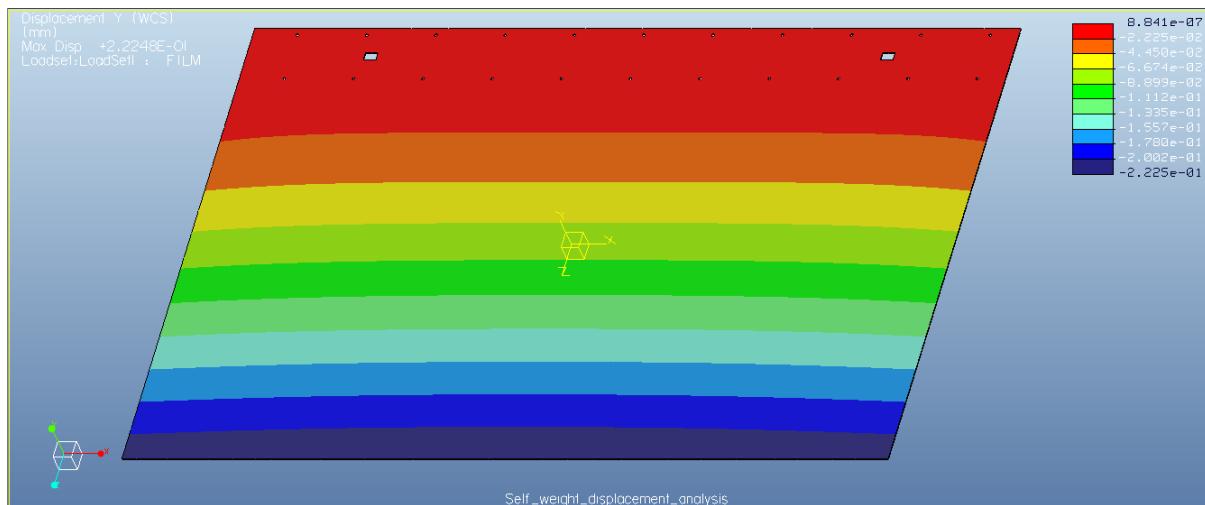 Displacement Y (WCS)
(mm)
Max Disp +2.2248E-01
Loadset:LoadSet1 : FILM
8.841e-07
-2.225e-02
-4.450e-02
-6.674e-02
-8.899e-02
-1.112e-01
-1.335e-01
-1.557e-01
-1.780e-01
-2.002e-01
-2.225e-01
Y
X
Z
X
Self_weight_displacement_analysis